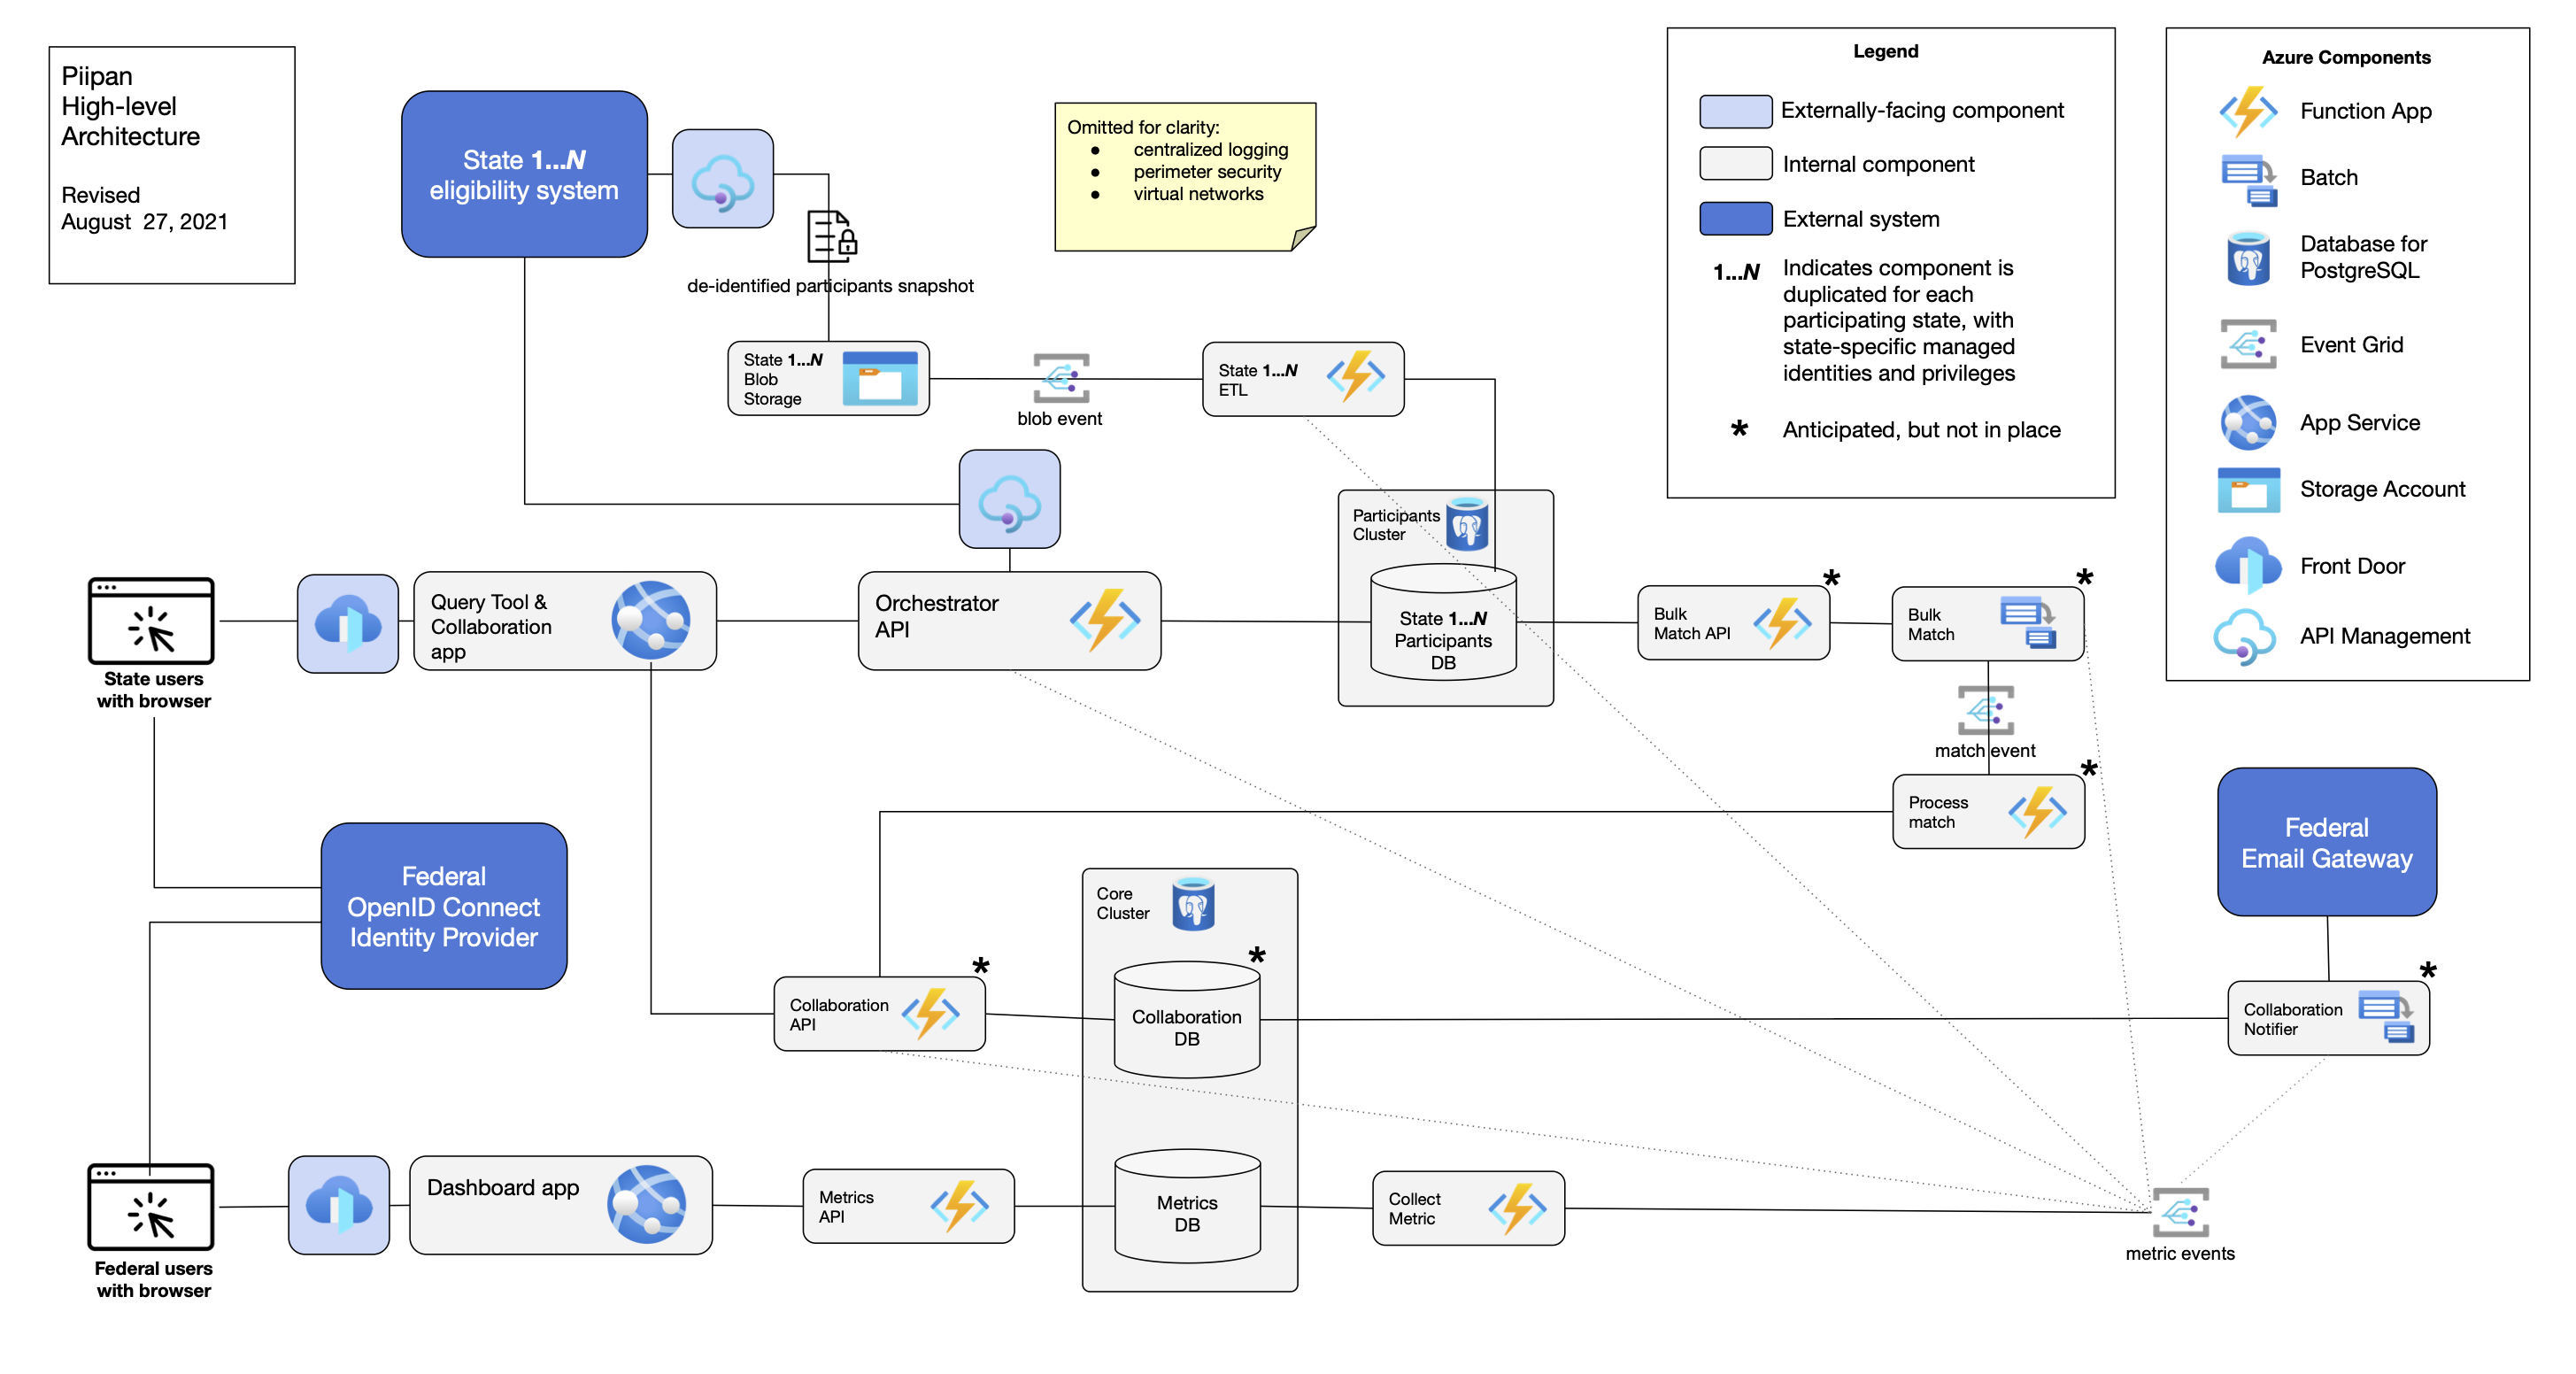 Piipan
High-level
Architecture
Revised
August 27, 2021
State 1...N
eligibility system
de-identified participants snapshot
Omitted for clarity:
● centralized logging
● perimeter security
● virtual networks
Legend
Externally-facing component
Internal component
External system
1...N Indicates component is
duplicated for each
participating state, with
state-specific managed
identities and privileges
* Anticipated, but not in place
Azure Components
Function App
Batch
Database for
PostgreSQL
Event Grid
App Service
Storage Account
Front Door
API Management
State 1...N
Blob
Storage
blob event
State 1...N
ETL
Participants
Cluster
State 1...N
Participants
DB
State users
with browser
Query Tool &
Collaboration
app
Orchestrator
API
Bulk
Match API
*
Bulk
Match
*
match event
Process
match
*
Federal
OpenID Connect
Identity Provider
Federal
Email Gateway
Core
Cluster
Collaboration
API
*
Collaboration
DB
*
Collaboration
Notifier
*
Federal users
with browser
Dashboard app
Metrics
API
Metrics
DB
Collect
Metric
metric events